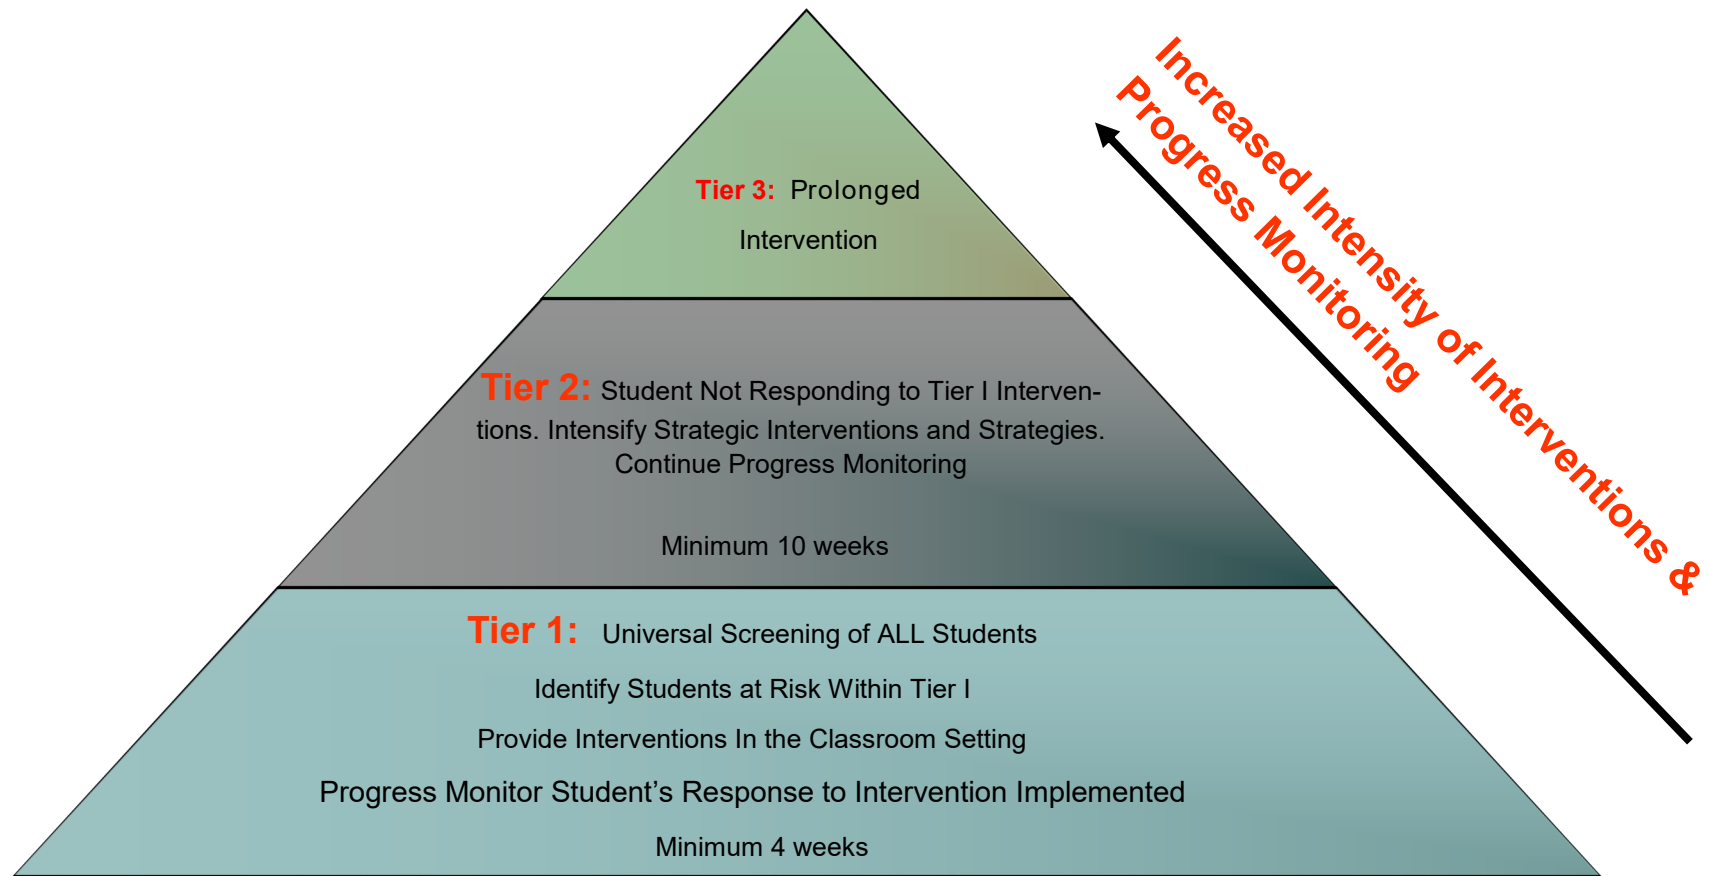 Increased Intensity of Interventions &
Progress Monitoring
Tier 3: Prolonged
Intervention
Tier 2: Student Not Responding to Tier I Interven-
tions. Intensify Strategic Interventions and Strategies.
Continue Progress Monitoring
Minimum 10 weeks
Tier 1: Universal Screening of ALL Students
Identify Students at Risk Within Tier I
Provide Interventions In the Classroom Setting
Progress Monitor Student’s Response to Intervention Implemented
Minimum 4 weeks